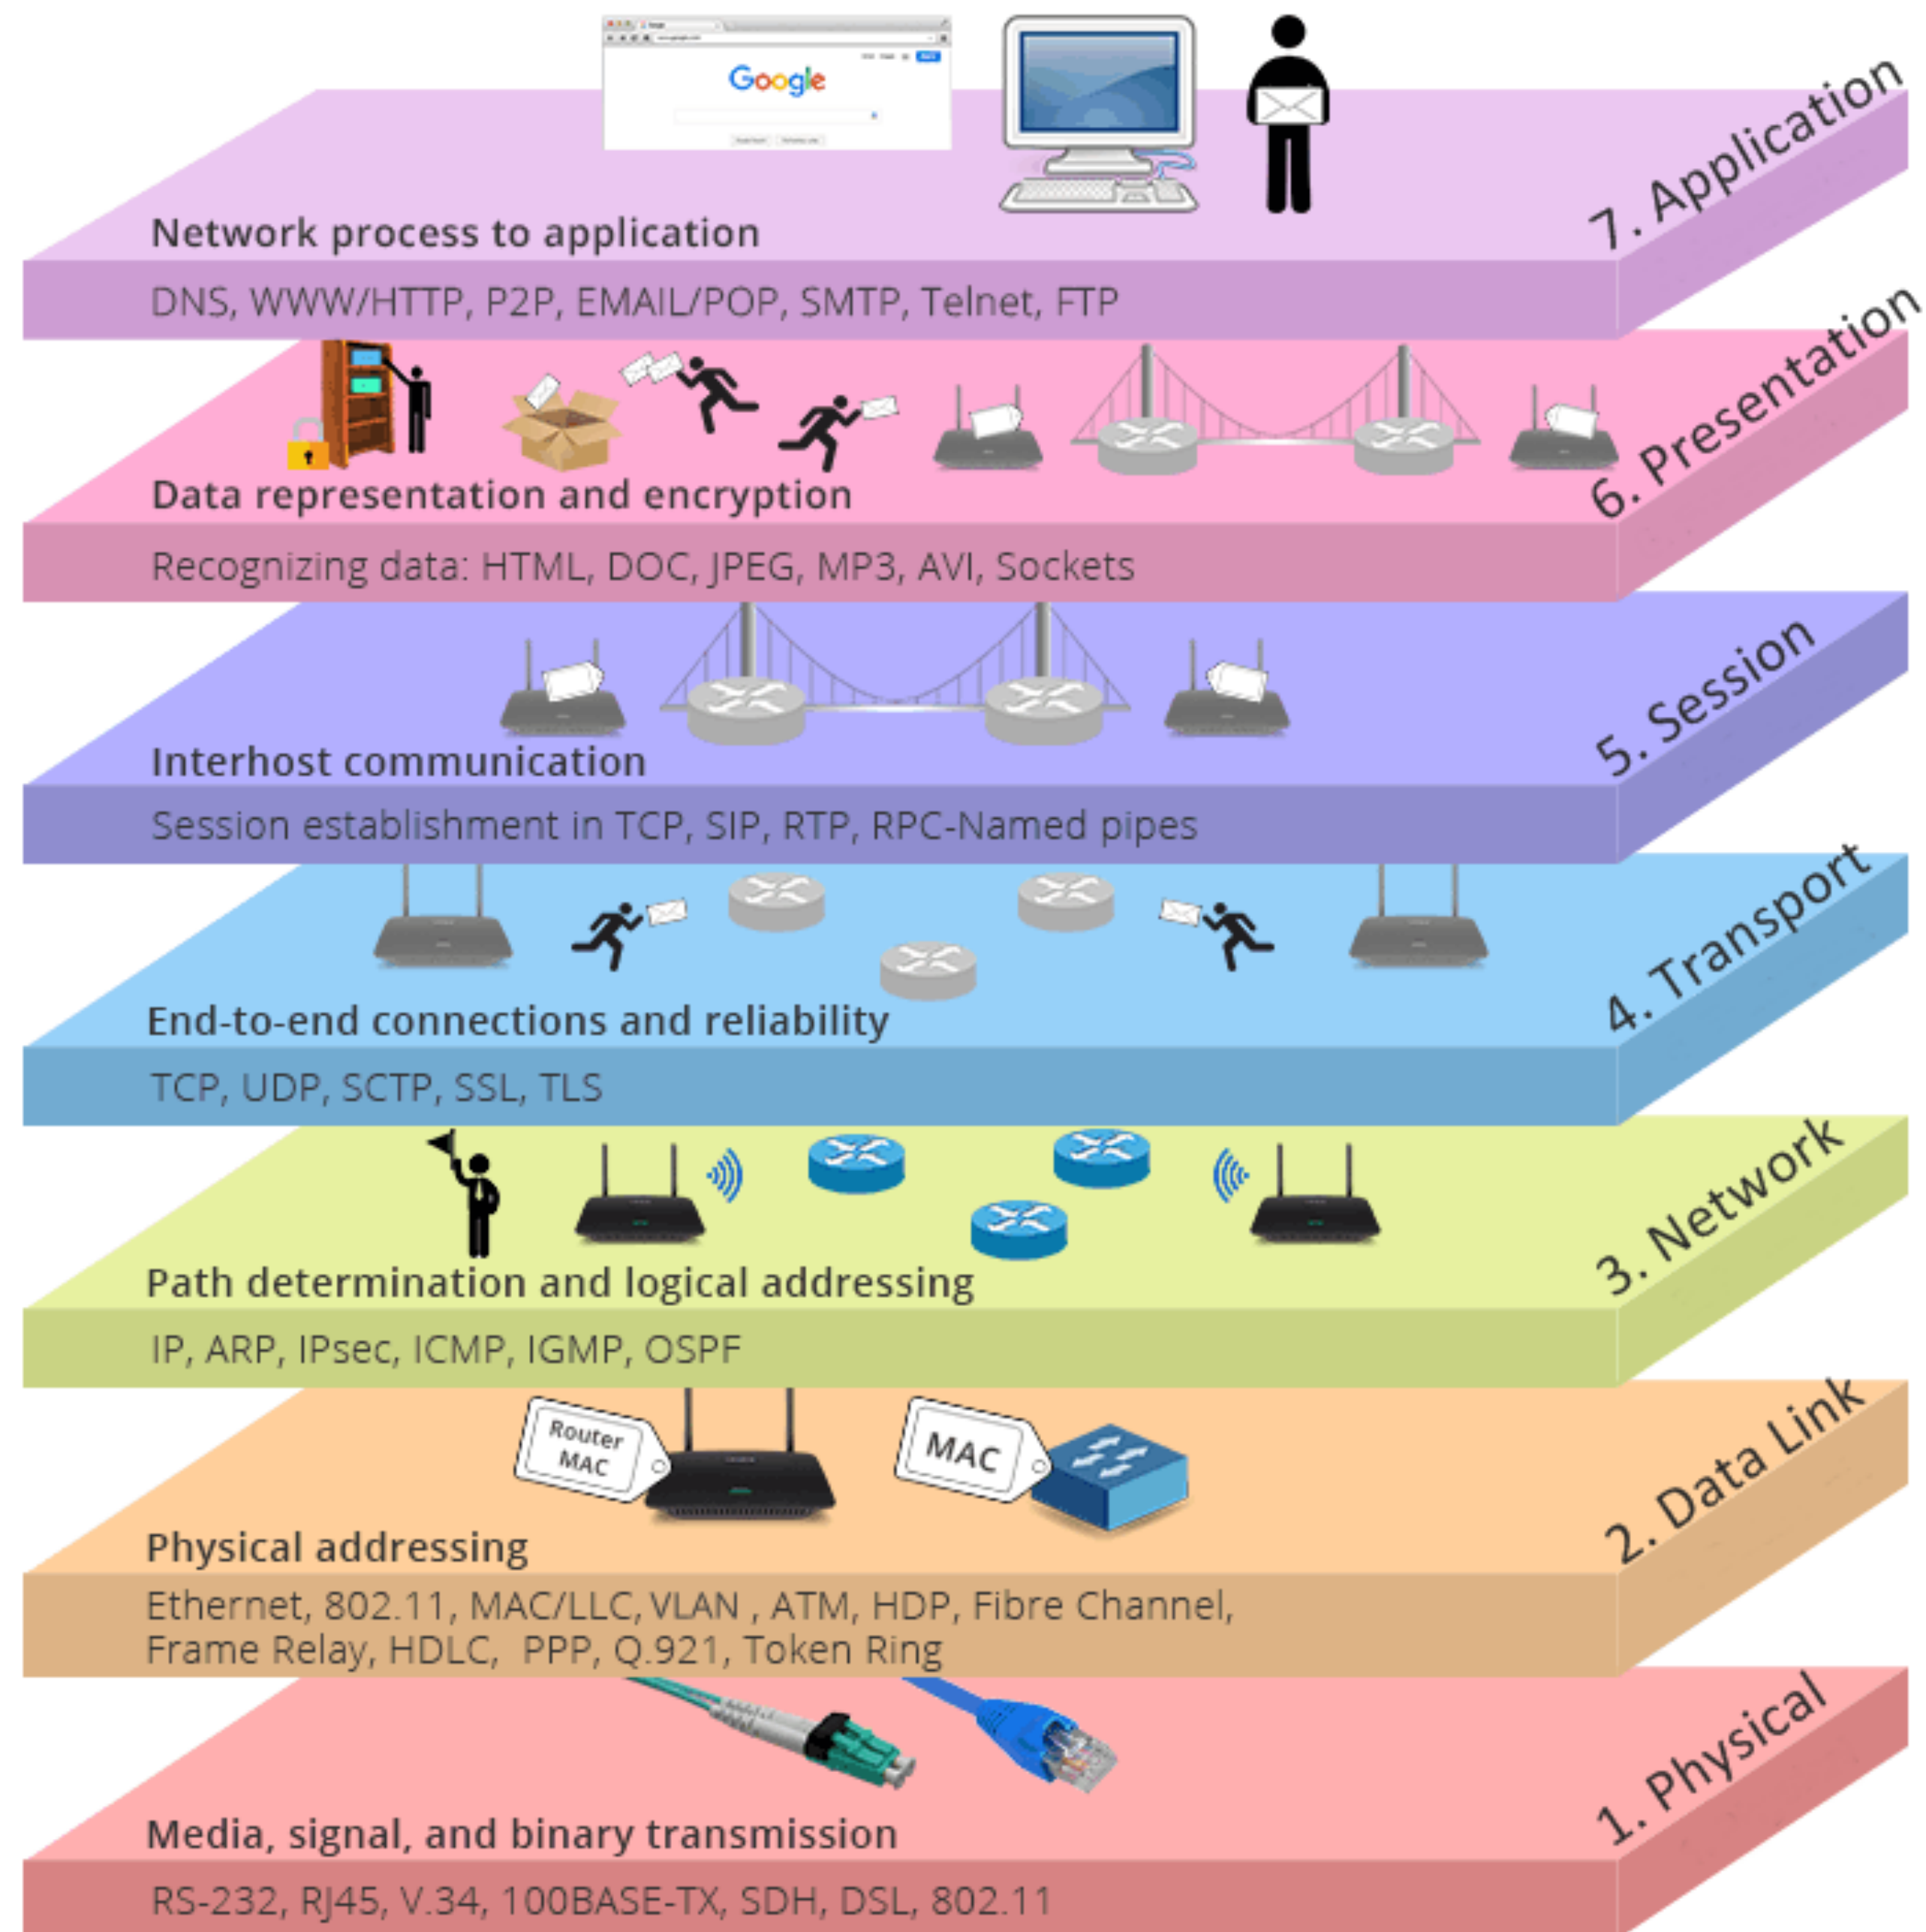 Google
7. Application
Network process to application
DNS, WWW/HTTP, P2P, EMAIL/POP, SMTP, Telnet, FTP
6. Presentation
Data representation and encryption
Recognizing data: HTML, DOC, JPEG, MP3, AVI, Sockets
5. Session
Interhost communication
Session establishment in TCP, SIP, RTP, RPC-Named pipes
4. Transport
End-to-end connections and reliability
TCP, UDP, SCTP, SSL, TLS
3. Network
Path determination and logical addressing
IP, ARP, IPsec, ICMP, IGMP, OSPF
2. Data Link
Router
MAC
MAC
Physical addressing
Ethernet, 802.11, MAC/LLC, VLAN , ATM, HDP, Fibre Channel,
Frame Relay, HDLC,  PPP, Q.921, Token Ring
1. Physical
Media, signal, and binary transmission
RS-232, RJ45, V.34, 100BASE-TX, SDH, DSL, 802.11